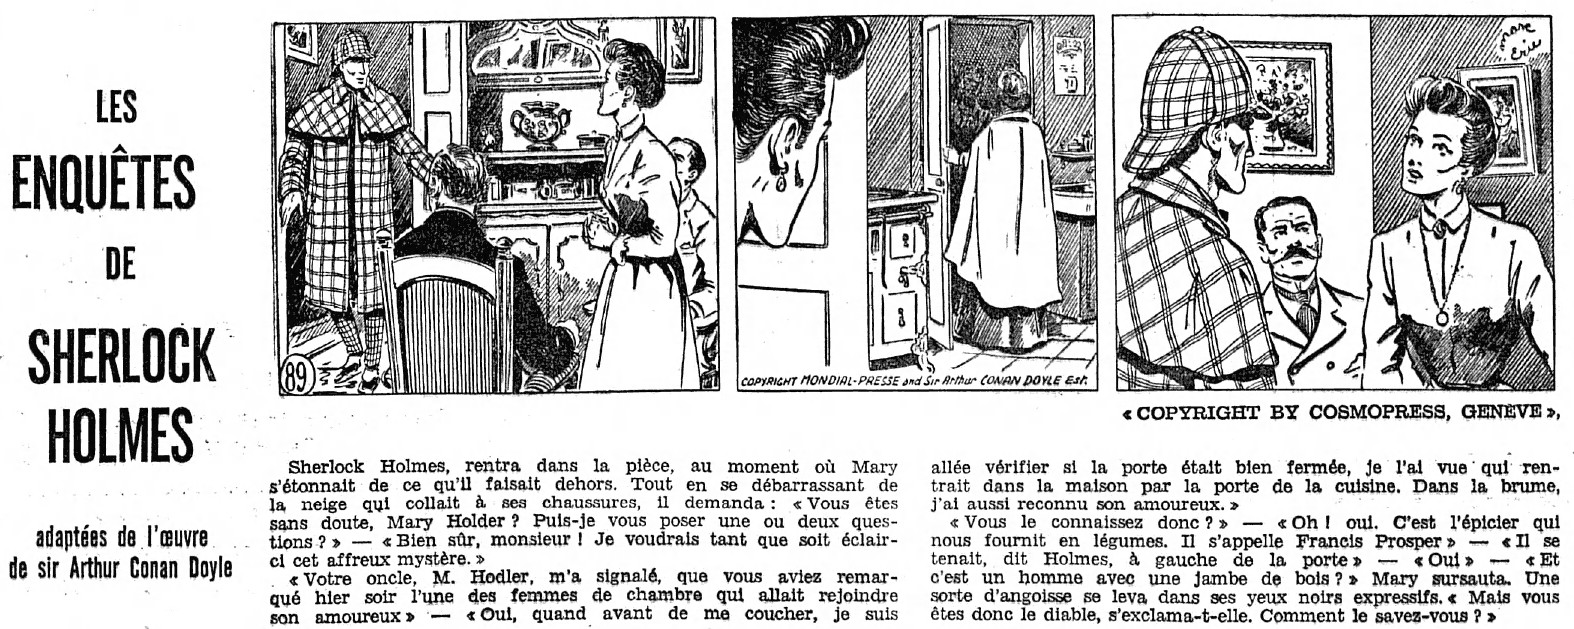 LES
ENQUÊTES
DE
SHERLOCK
HOLMES
adaptées de l'œuvre
de sir Arthur Conan Doyle
89
COPYRIGHT MONDIAL-PRESSE and Sir Arthur CONAN DOYLE Est.
marc
Erie
« COPYRIGHT BY COSMOPRESS, GENEVE »,
Sherlock Holmes, rentra dans la pièce, au moment où Mary
s'étonnait de ce qu'il faisait dehors. Tout en se débarrassant de
la neige qui collait à ses chaussures, il demanda : « Vous êtes
sans doute, Mary Holder ? Puis-je vous poser une ou deux ques-
tions ? » — « Bien sûr, monsieur ! Je voudrais tant que soit éclair-
ci cet affreux mystère. »
« Votre oncle, M. Hodler, m'a signalé, que vous aviez remar-
qué hier soir l'une des femmes de chambre qui allait rejoindre
son amoureux » — « Oui, quand avant de me coucher, je suis
allée vérifier si la porte était bien fermée, je l'ai vue qui ren-
trait dans la maison par la porte de la cuisine. Dans la brume,
j'ai aussi reconnu son amoureux. »
« Vous le connaissez donc ? » — « Oh ! oui. C'est l'épicier qui
nous fournit en légumes. Il s'appelle Francis Prosper » — « Il se
tenait, dit Holmes, à gauche de la porte » — « Oui » — « Et
c'est un homme avec une jambe de bois ? » Mary sursauta. Une
sorte d'angoisse se leva dans ses yeux noirs expressifs. « Mais vous
êtes donc le diable, s'exclama-t-elle. Comment le savez-vous ? »